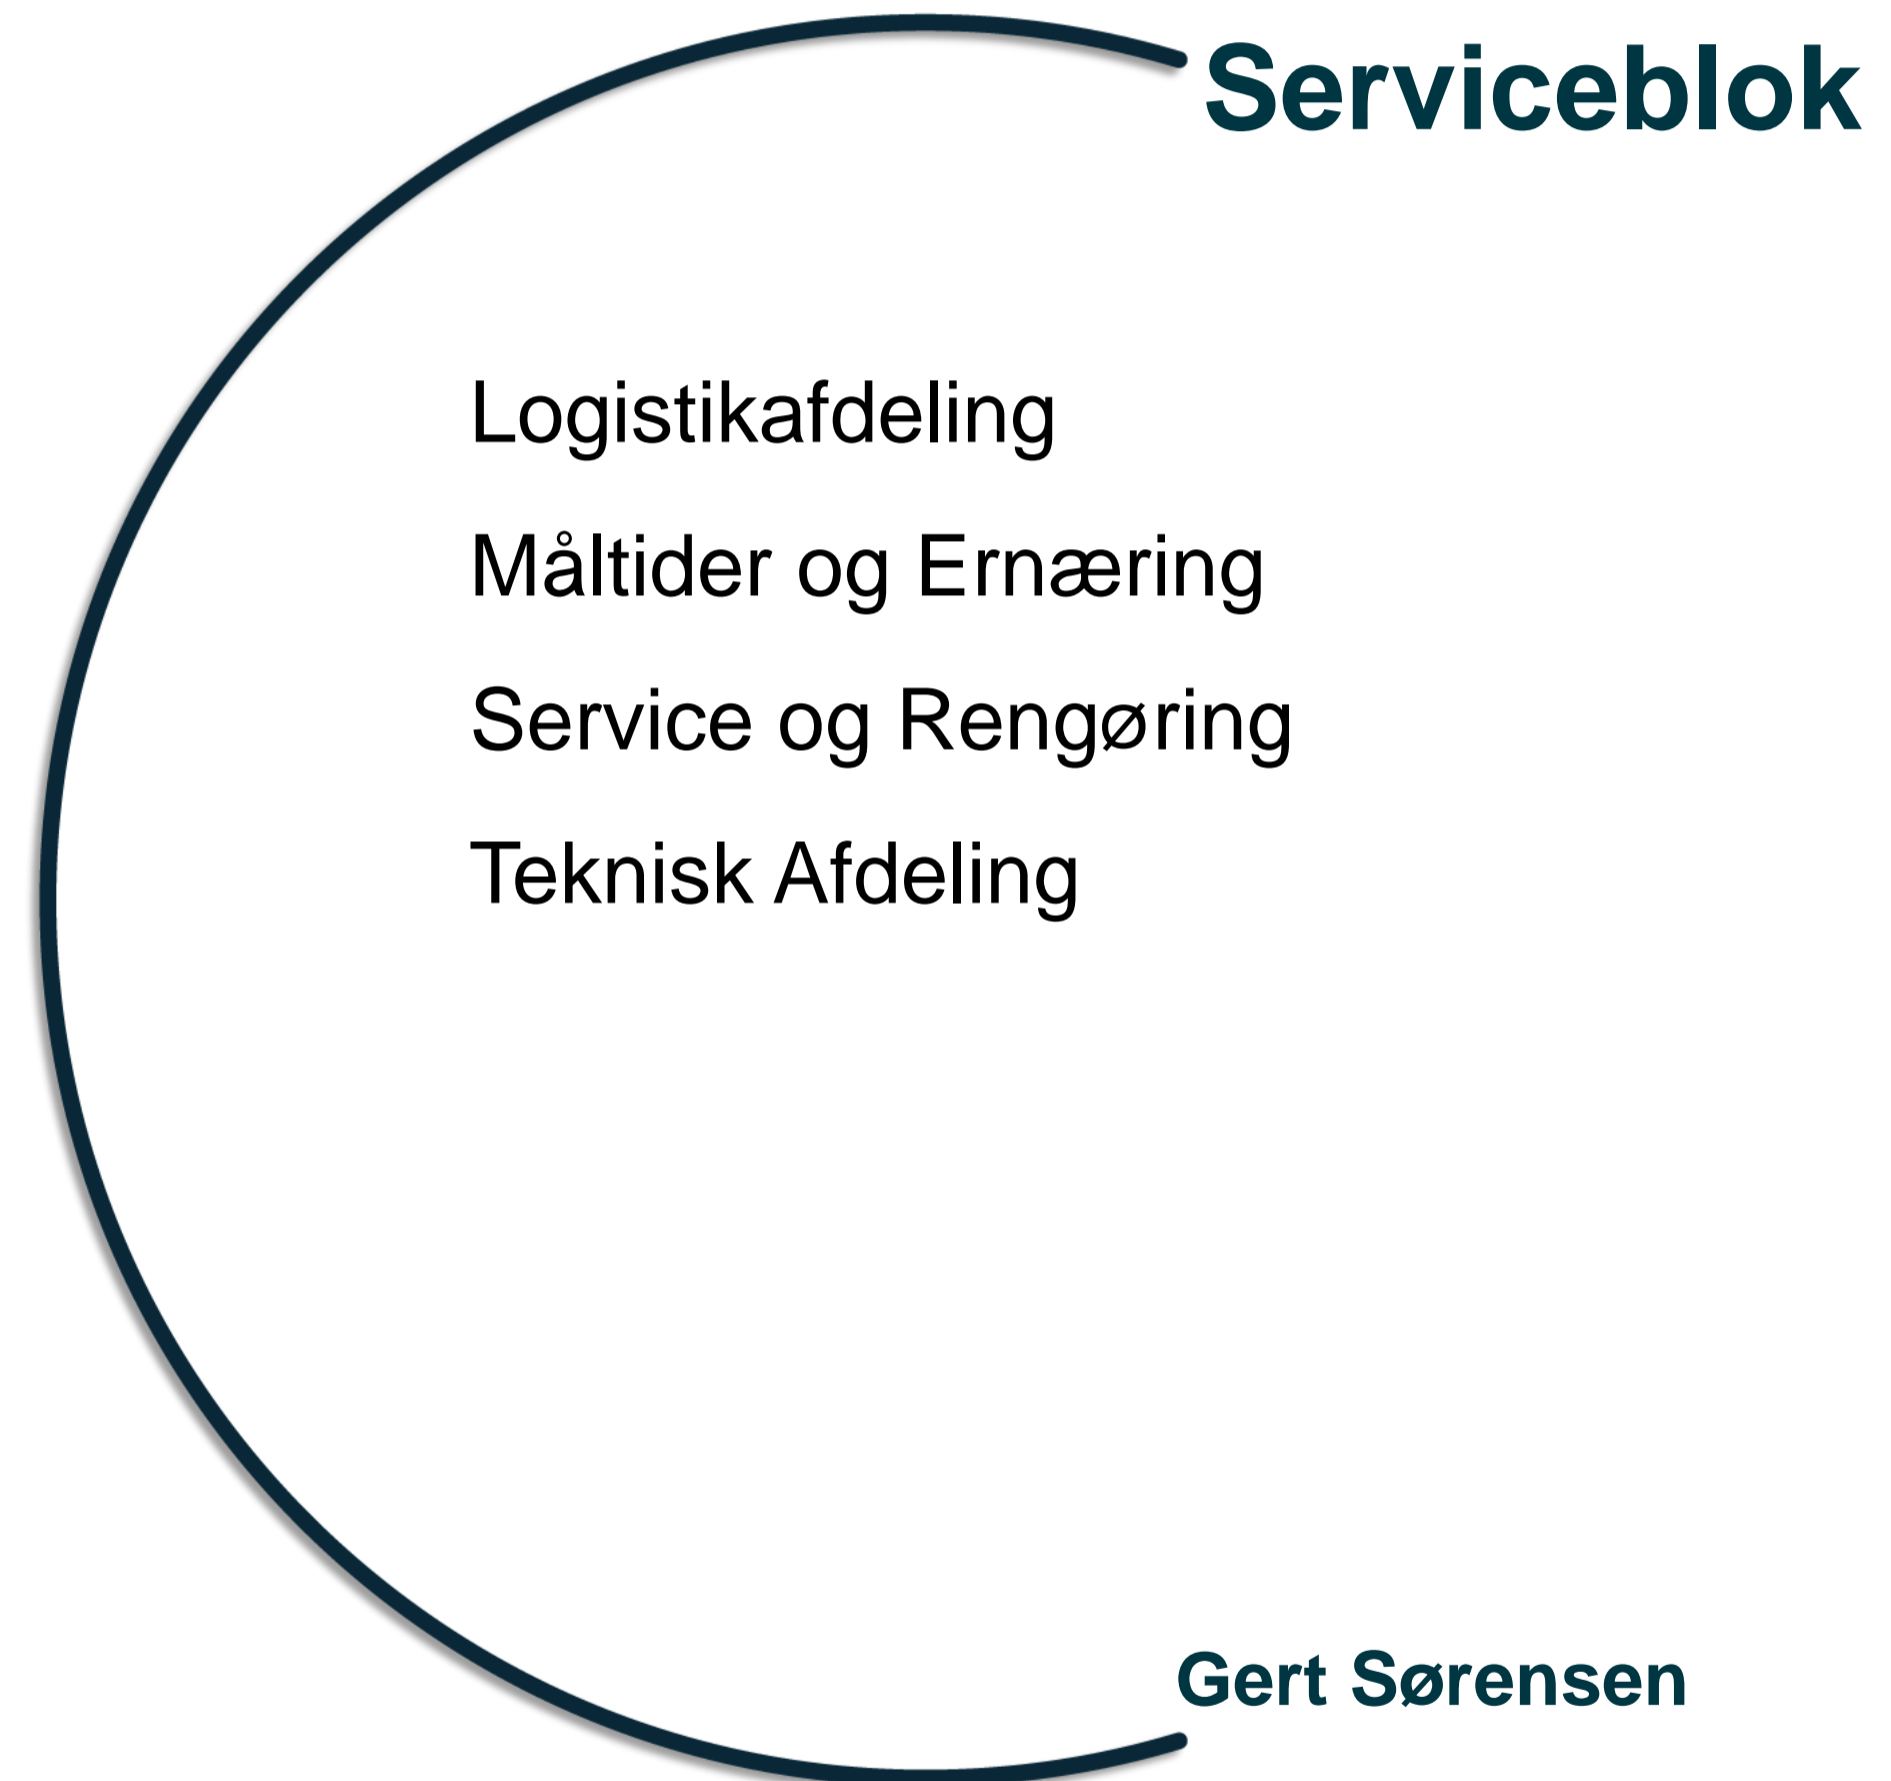 Serviceblok
Logistikafdeling
Måltider og Ernæring
Service og Rengøring
Teknisk Afdeling
Gert Sørensen